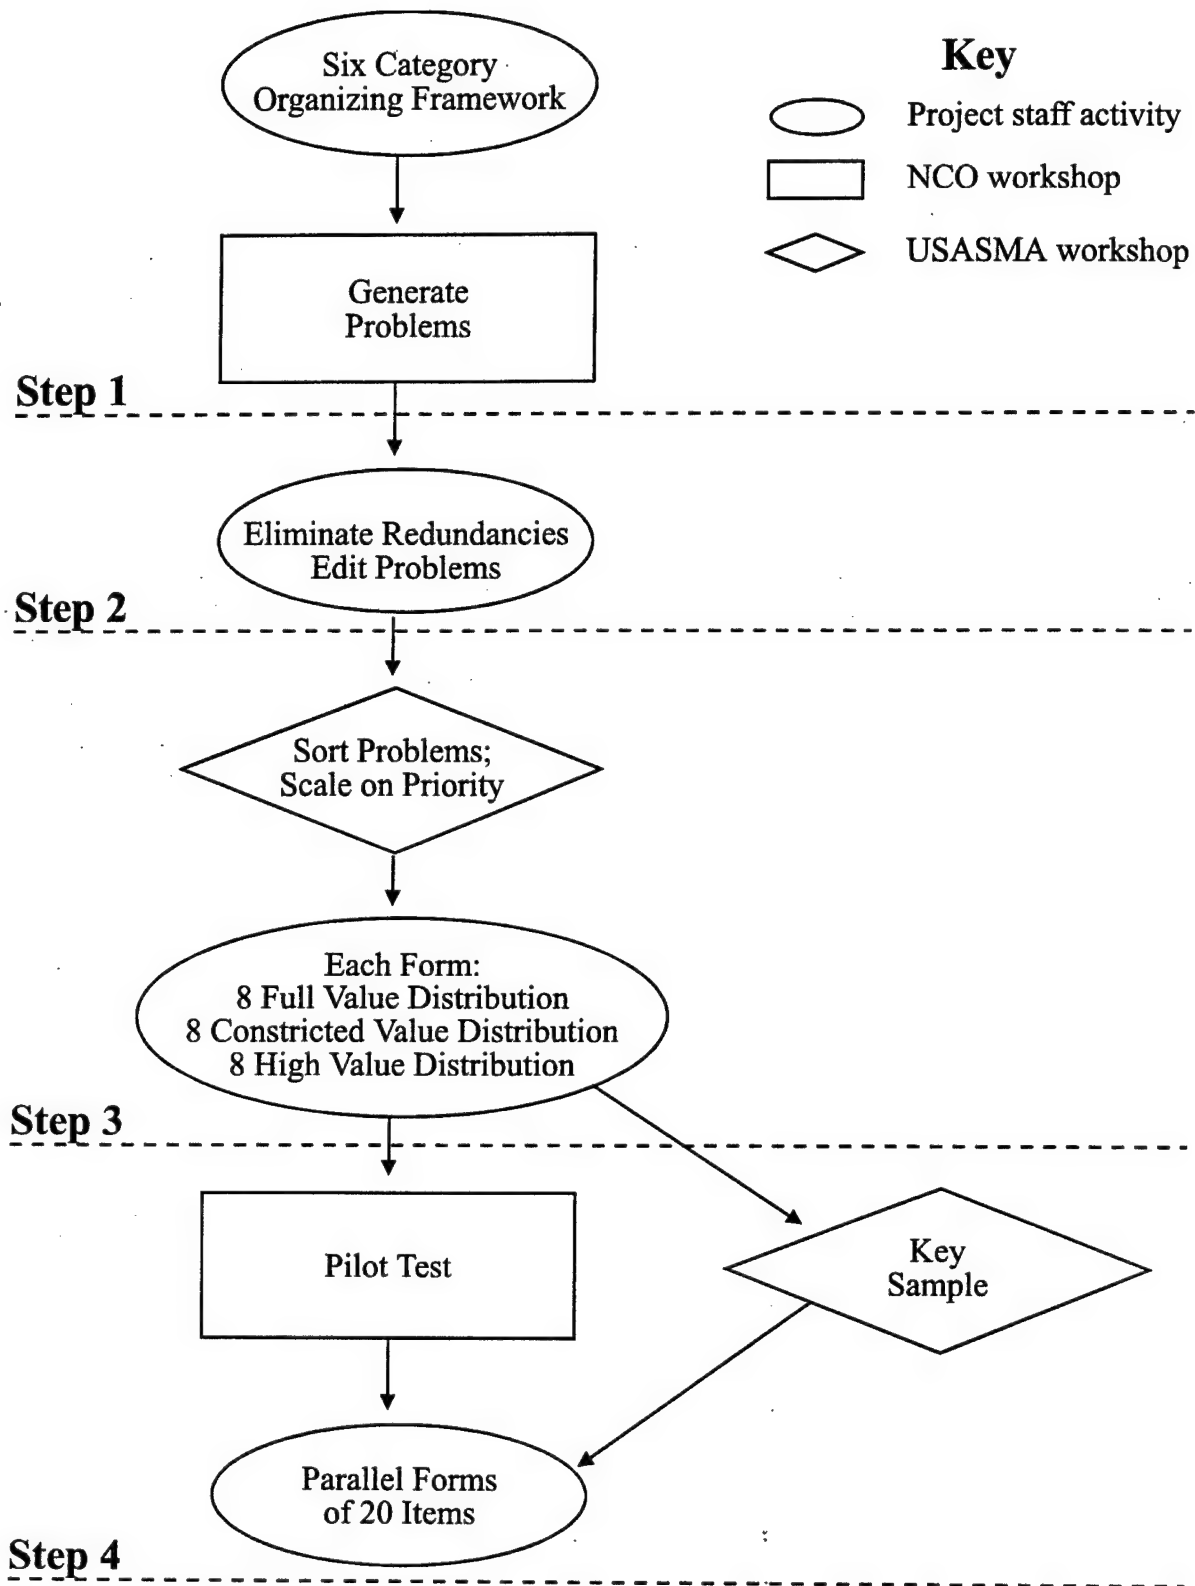 Six Category
Organizing Framework
Key
Project staff activity
NCO workshop
USASMA workshop
Generate
Problems
Step 1
Eliminate Redundancies
Edit Problems
Step 2
Sort Problems;
Scale on Priority
Each Form:
8 Full Value Distribution
8 Constricted Value Distribution
8 High Value Distribution
Step 3
Pilot Test
Key
Sample
Parallel Forms
of 20 Items
Step 4